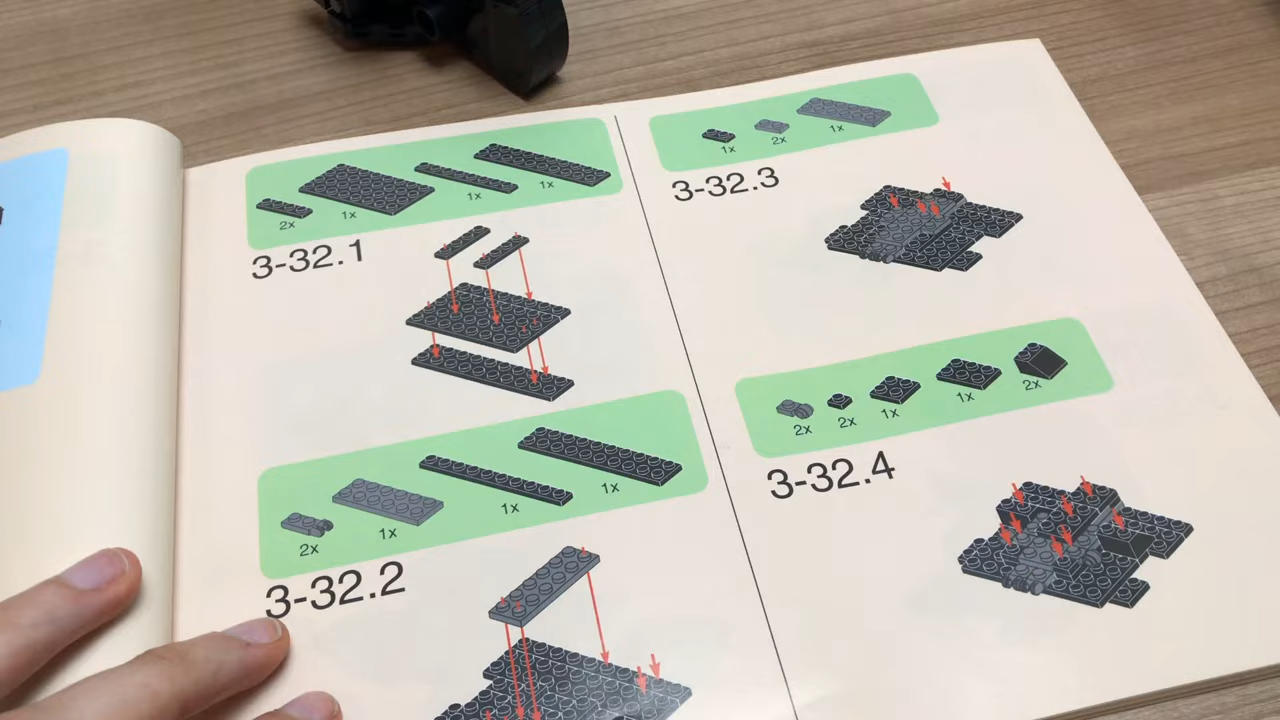 2x 1x 1x 1x
3-32.1
2x 1x 1x 1x
3-32.2
1x 2x 1x
3-32.3
2x 2x 1x 1x 2x
3-32.4